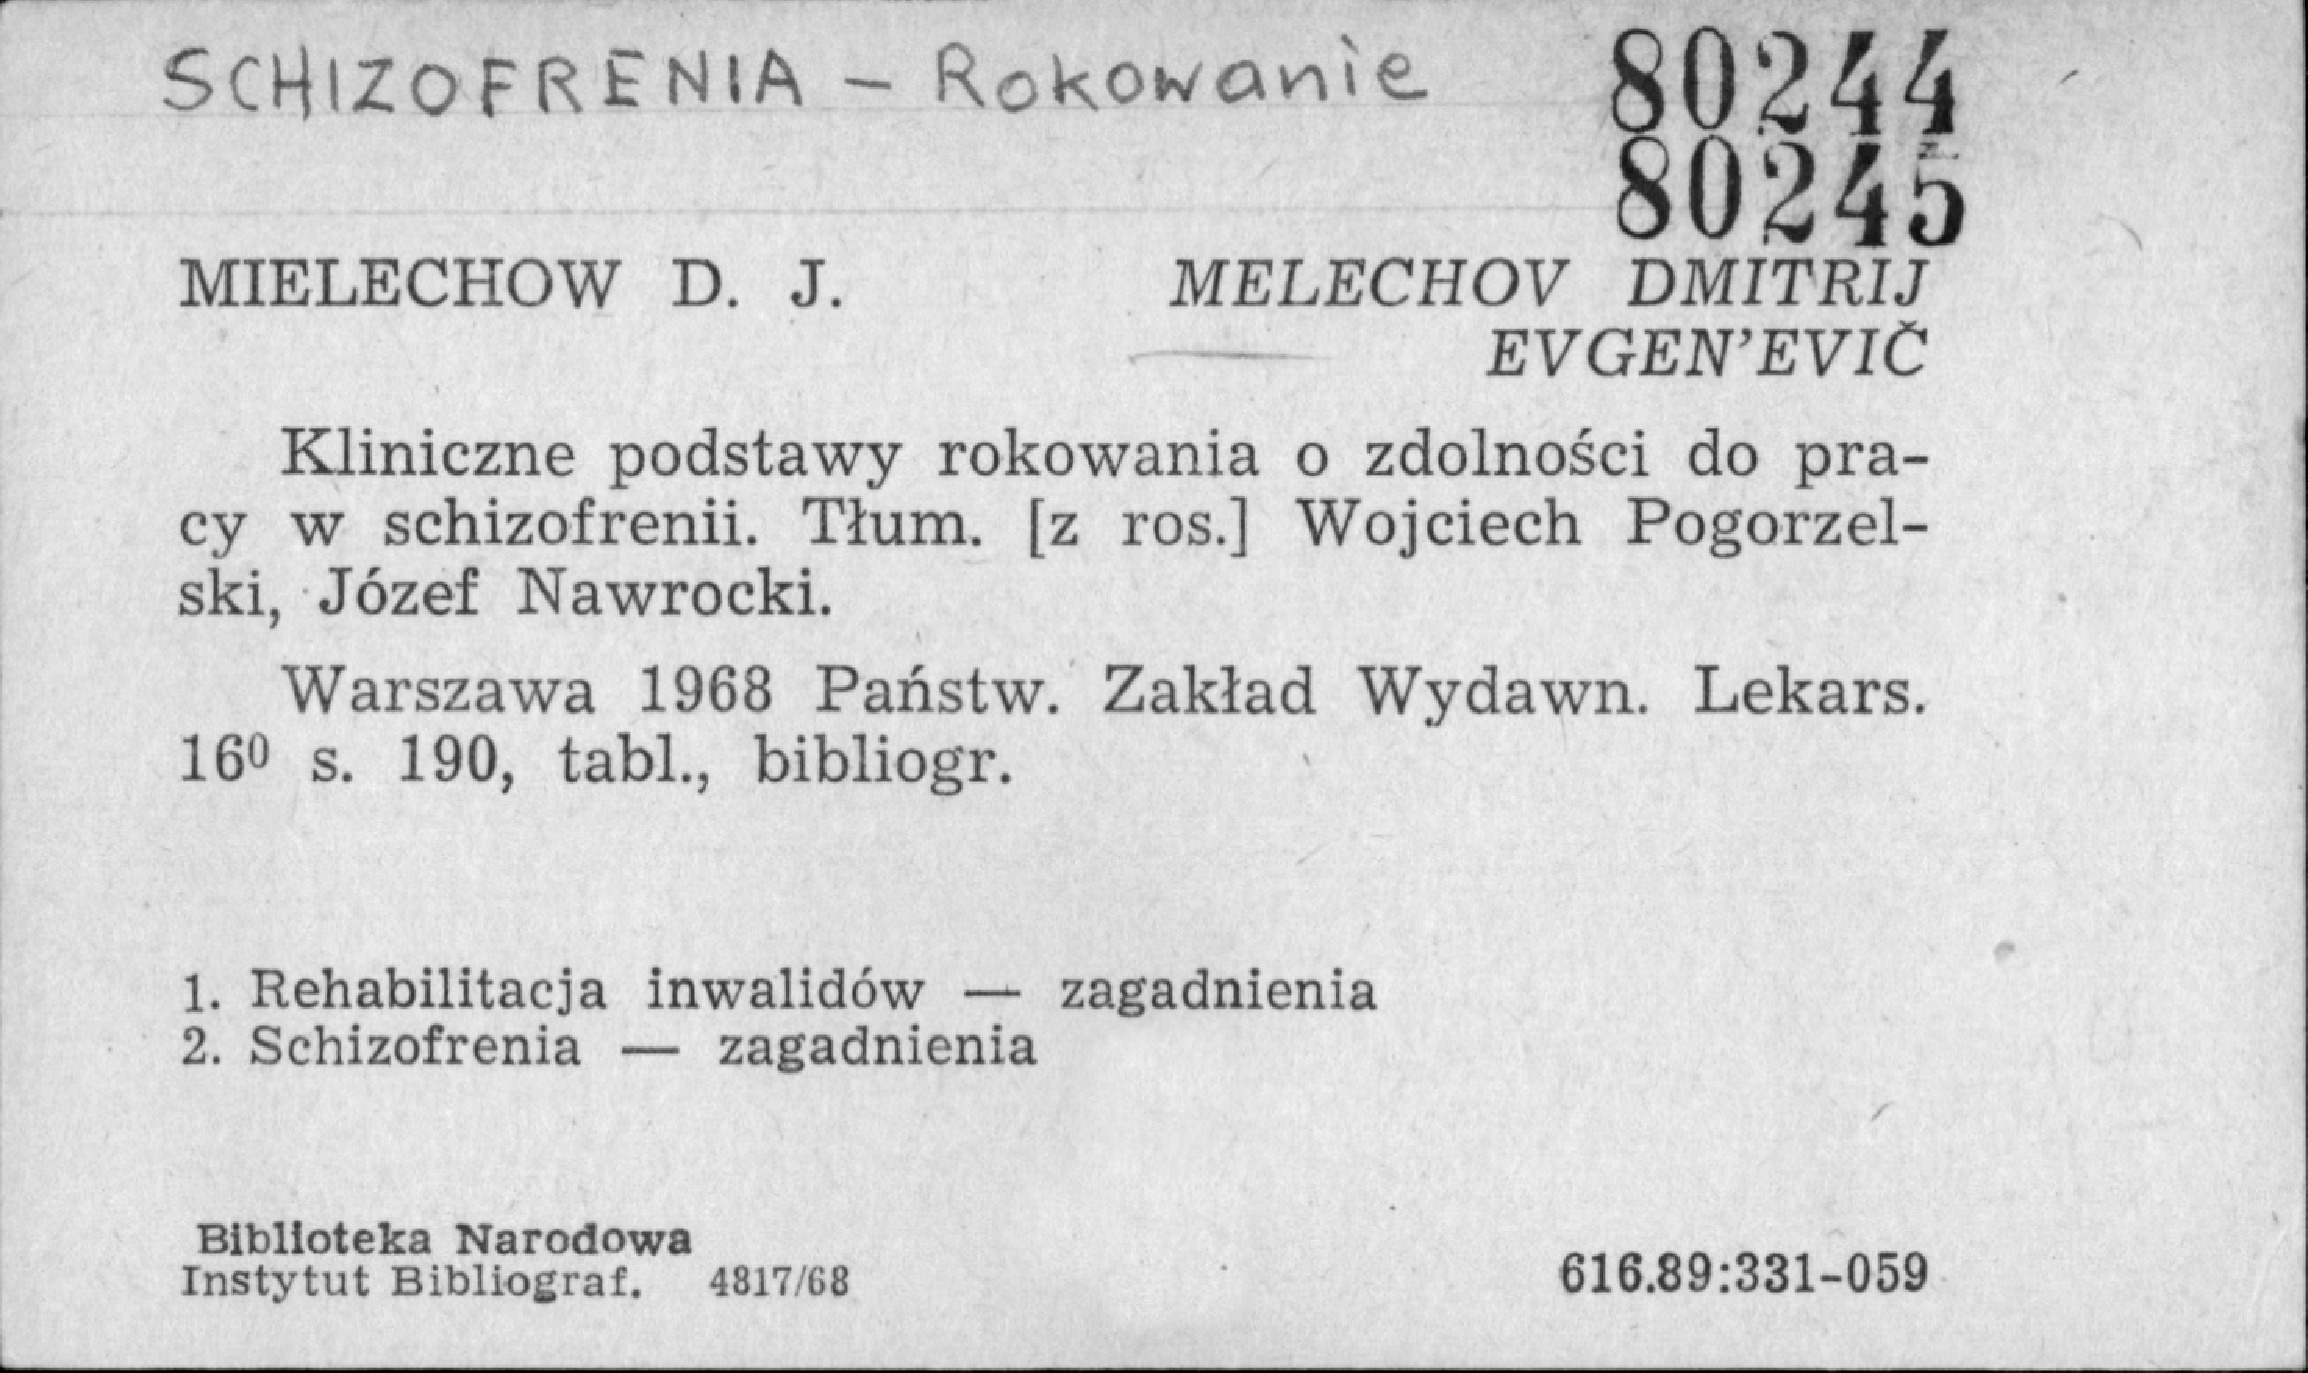 SCHIZOFRENIA – Rokowanie
80244
80245
MIELECHOW D. J. MELECHOV DMITRIJ
EVGEN'EVIČ
Kliniczne podstawy rokowania o zdolności do pra-
cy w schizofrenii. Tłum. [z ros.] Wojciech Pogorzel-
ski, Józef Nawrocki.
Warszawa 1968 Państw. Zakład Wydawn. Lekars.
16⁰ s. 190, tabl., bibliogr.
1. Rehabilitacja inwalidów — zagadnienia
2. Schizofrenia — zagadnienia
Biblioteka Narodowa
Instytut Bibliograf. 4817/68 616.89:331-059